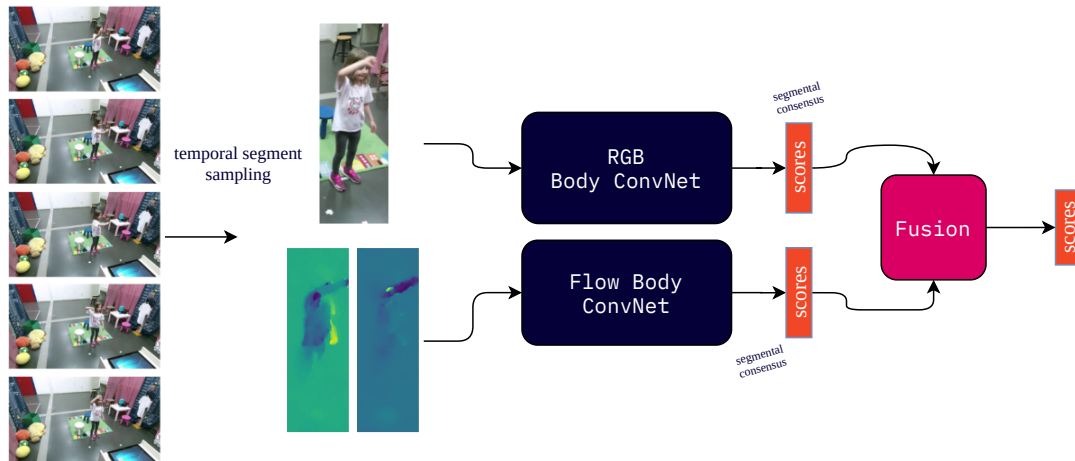 temporal segment
sampling
RGB
Body ConvNet
segmental
consensus
scores
Flow Body
ConvNet
scores
segmental
consensus
Fusion
scores